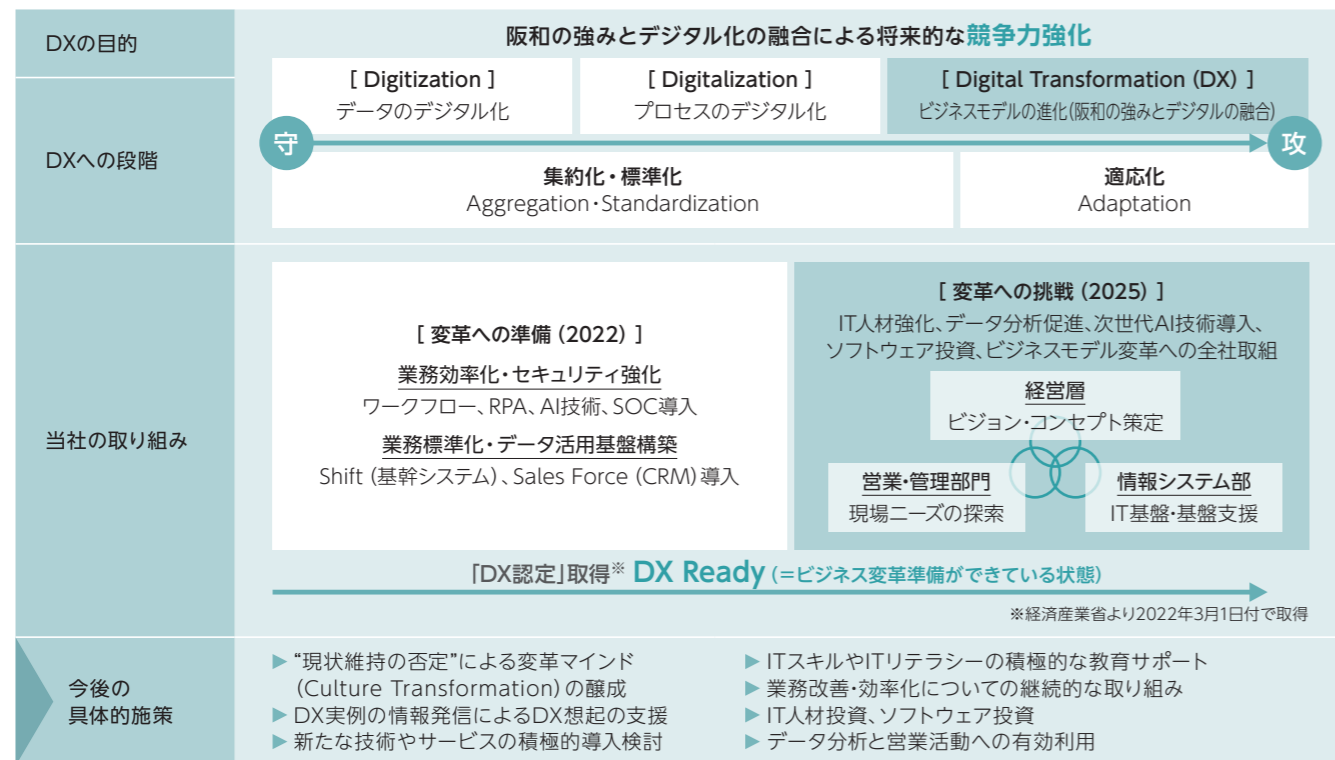 DXの目的
阪和の強みとデジタル化の融合による将来的な競争力強化
DXへの段階
[ Digitization ]
データのデジタル化
[ Digitalization ]
プロセスのデジタル化
[ Digital Transformation (DX) ]
ビジネスモデルの進化(阪和の強みとデジタルの融合)
守
攻
集約化・標準化
Aggregation・Standardization
適応化
Adaptation
当社の取り組み
[ 変革への準備 (2022) ]
業務効率化・セキュリティ強化
ワークフロー、RPA、AI技術、SOC導入
業務標準化・データ活用基盤構築
Shift (基幹システム)、Sales Force (CRM) 導入
[ 変革への挑戦 (2025) ]
IT人材強化、データ分析促進、次世代AI技術導入、
ソフトウェア投資、ビジネスモデル変革への全社取組
経営層
ビジョン・コンセプト策定
営業・管理部門
現場ニーズの探索
情報システム部
IT基盤・基盤支援
「DX認定」取得※ DX Ready (=ビジネス変革準備ができている状態)
※経済産業省より2022年3月1日付で取得
今後の
具体的施策
▶ “現状維持の否定”による変革マインド
(Culture Transformation) の醸成
▶ DX実例の情報発信によるDX想起の支援
▶ 新たな技術やサービスの積極的導入検討
▶ ITスキルやITリテラシーの積極的な教育サポート
▶ 業務改善・効率化についての継続的な取り組み
▶ IT人材投資、ソフトウェア投資
▶ データ分析と営業活動への有効利用